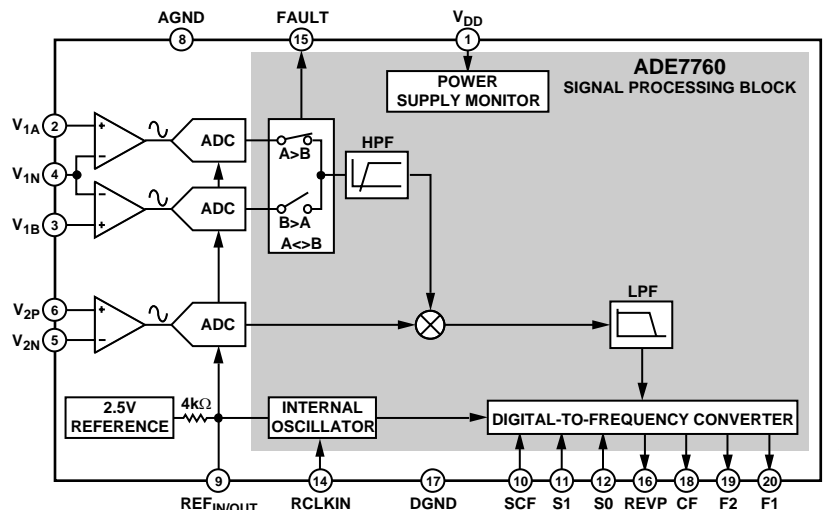 AGND
FAULT
VDD
8
15
1
ADE7760
SIGNAL PROCESSING BLOCK
POWER
SUPPLY MONITOR
V1A 2
+
–
ADC
A>B
HPF
V1N 4
–
+
ADC
B>A
A<>B
V1B 3
V2P 6
+
–
ADC
V2N 5
LPF
2.5V
REFERENCE
4kΩ
INTERNAL
OSCILLATOR
DIGITAL-TO-FREQUENCY CONVERTER
9
14
17
10
11
12
16
18
19
20
REFIN/OUT
RCLKIN
DGND
SCF
S1
S0
REVP
CF
F2
F1